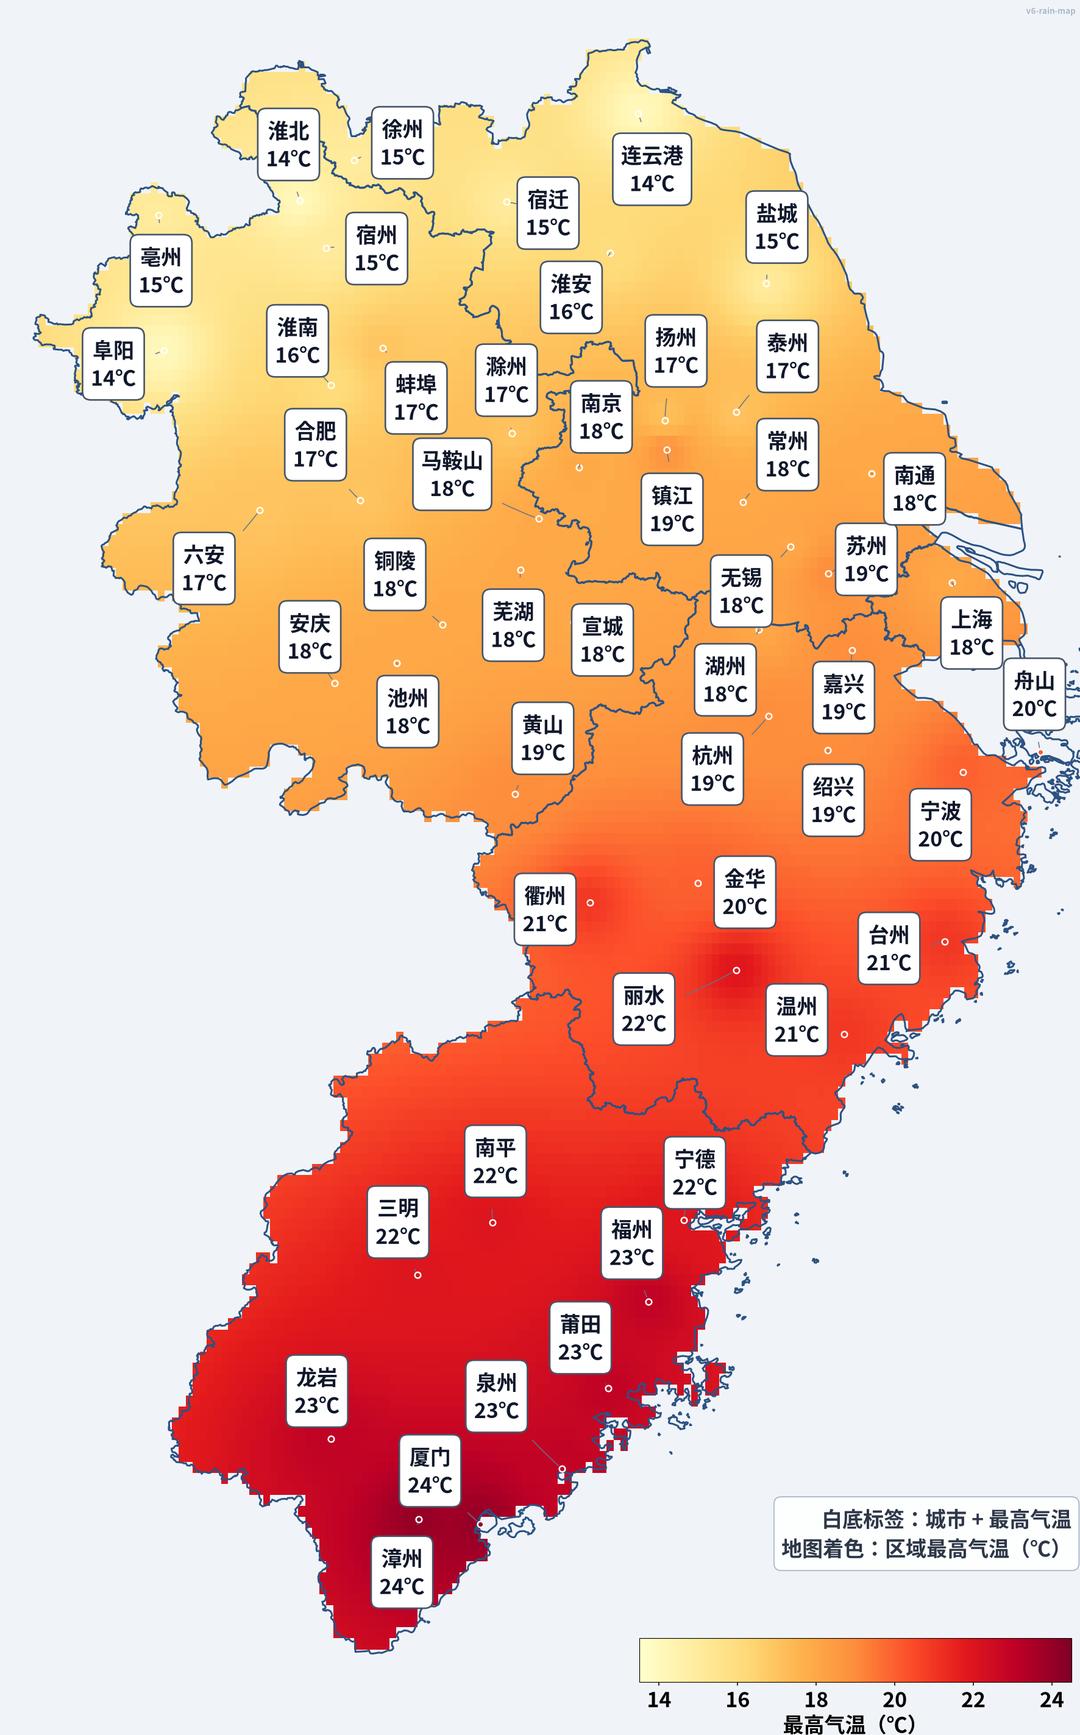 v6-rain-map
淮北
14℃
徐州
15℃
连云港
14℃
宿迁
15℃
盐城
15℃
宿州
15℃
亳州
15℃
淮安
16℃
淮南
16℃
阜阳
14℃
扬州
17℃
泰州
17℃
滁州
17℃
蚌埠
17℃
南京
18℃
合肥
17℃
马鞍山
18℃
常州
18℃
南通
18℃
镇江
19℃
六安
17℃
铜陵
18℃
无锡
18℃
苏州
19℃
安庆
18℃
芜湖
18℃
宣城
18℃
上海
18℃
湖州
18℃
嘉兴
19℃
舟山
20℃
池州
18℃
黄山
19℃
杭州
19℃
绍兴
19℃
宁波
20℃
衢州
21℃
金华
20℃
台州
21℃
丽水
22℃
温州
21℃
南平
22℃
宁德
22℃
三明
22℃
福州
23℃
莆田
23℃
龙岩
23℃
泉州
23℃
厦门
24℃
漳州
24℃
白底标签：城市 + 最高气温
地图着色：区域最高气温（℃）
14 16 18 20 22 24
最高气温（℃）